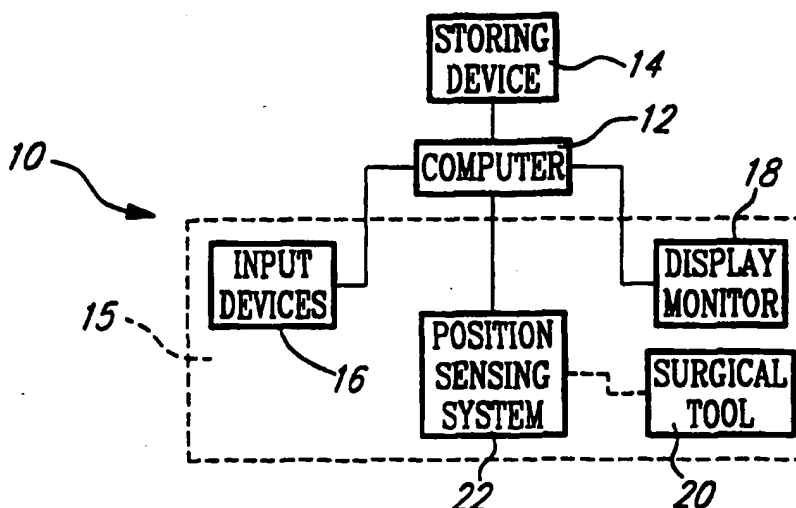 STORING
DEVICE
14
12
COMPUTER
10
18
INPUT
DEVICES
DISPLAY
MONITOR
15
16
POSITION
SENSING
SYSTEM
SURGICAL
TOOL
22
20